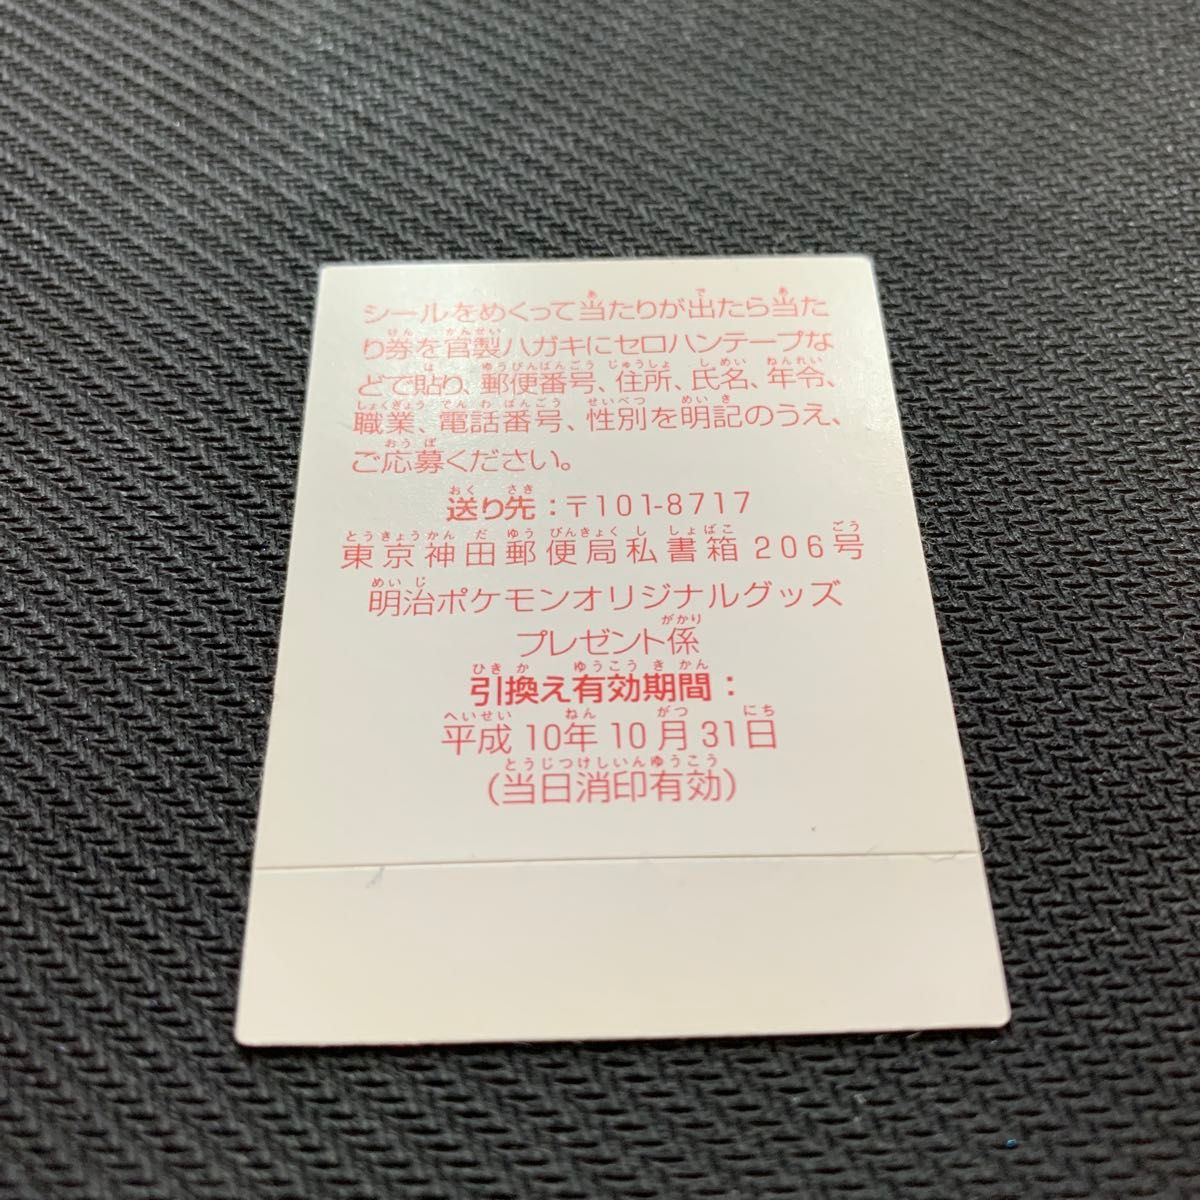 シールをめくって当たりが出たら当た
り券を官製ハガキにセロハンテープな
どで貼り、郵便番号、住所、氏名、年令、
職業、電話番号、性別を明記のうえ、
ご応募ください。
送り先：〒101-8717
東京神田郵便局私書箱206号
明治ポケモンオリジナルグッズ
プレゼント係
引換え有効期間：
平成10年10月31日
（当日消印有効）